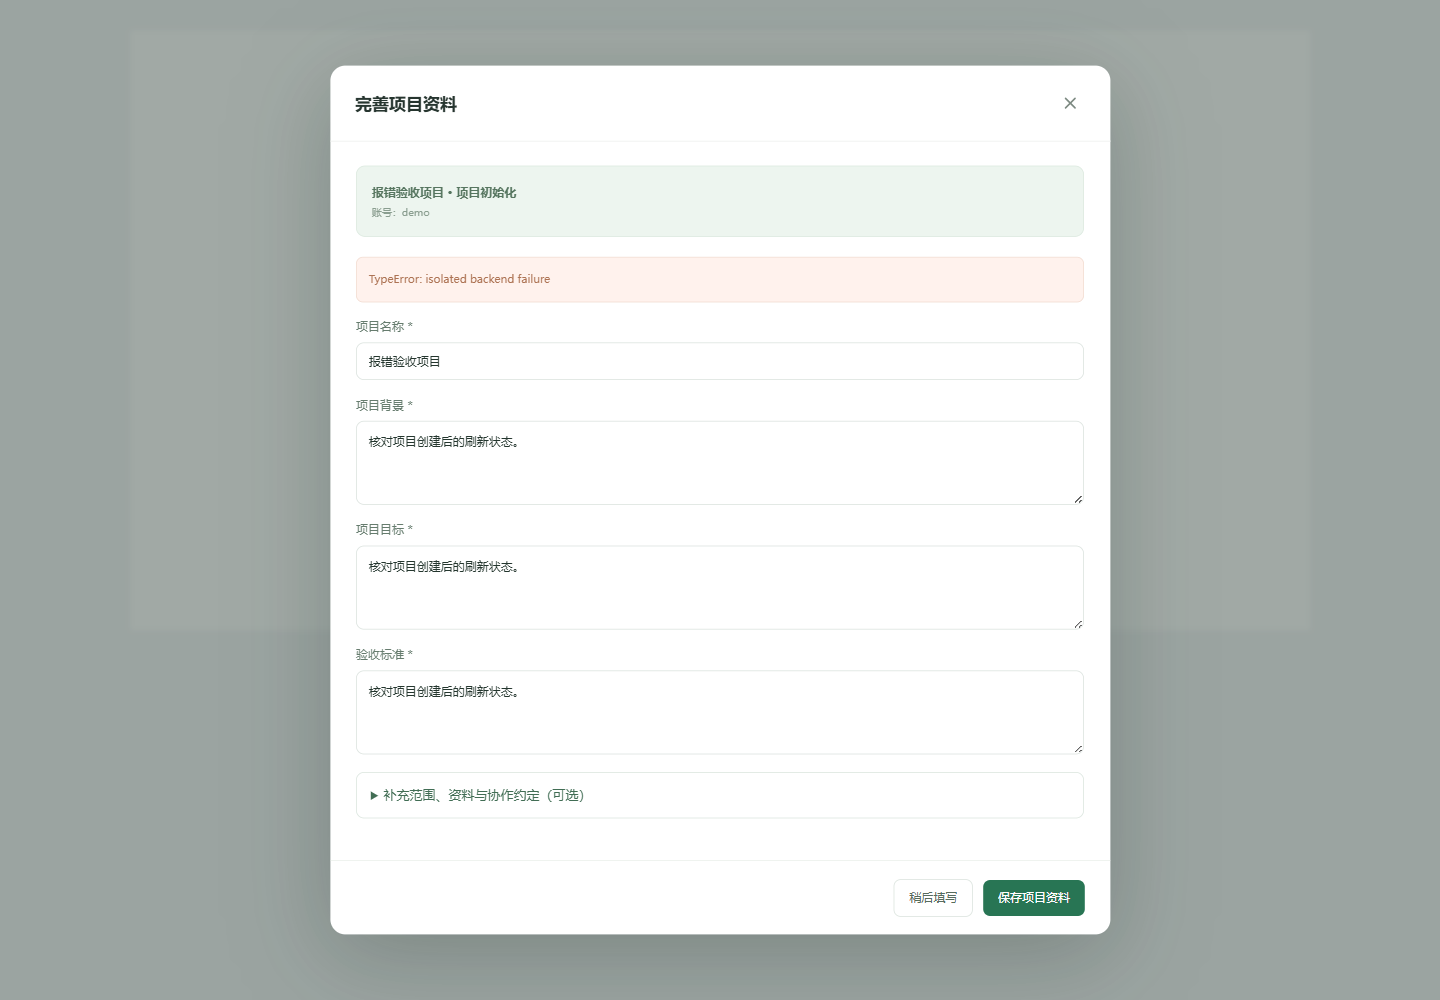 完善项目资料
报错验收项目 • 项目初始化
账号：demo
TypeError: isolated backend failure
项目名称 *
报错验收项目
项目背景 *
核对项目创建后的刷新状态。
项目目标 *
核对项目创建后的刷新状态。
验收标准 *
核对项目创建后的刷新状态。
▶ 补充范围、资料与协作约定（可选）
稍后填写
保存项目资料